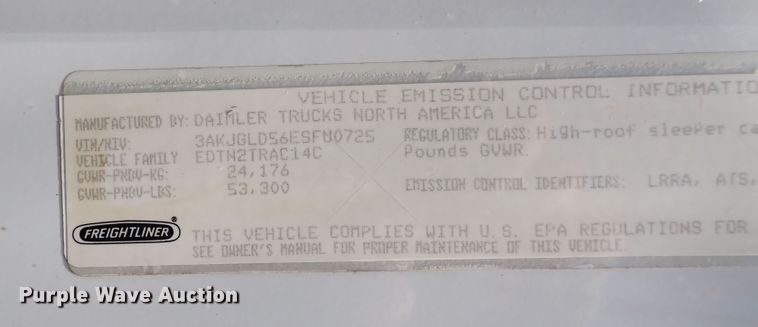 VEHICLE EMISSION CONTROL INFORMATIO
MANUFACTURED BY: DAIMLER TRUCKS NORTH AMERICA LLC
VIN/NIV: 3AKJGLD56ESFW0725 REGULATORY CLASS: High-roof sleeper ca
VEHICLE FAMILY EDTN2TRAC14C Pounds GVWR.
GVWR-PNBV-KG: 24,176
GVWR-PNBV-LBS: 53,300 EMISSION CONTROL IDENTIFIERS: LRRA, ATS,
FREIGHTLINER®
THIS VEHICLE COMPLIES WITH U.S. EPA REGULATIONS FOR
SEE OWNER'S MANUAL FOR PROPER MAINTENANCE OF THIS VEHICLE.
Purple Wave Auction